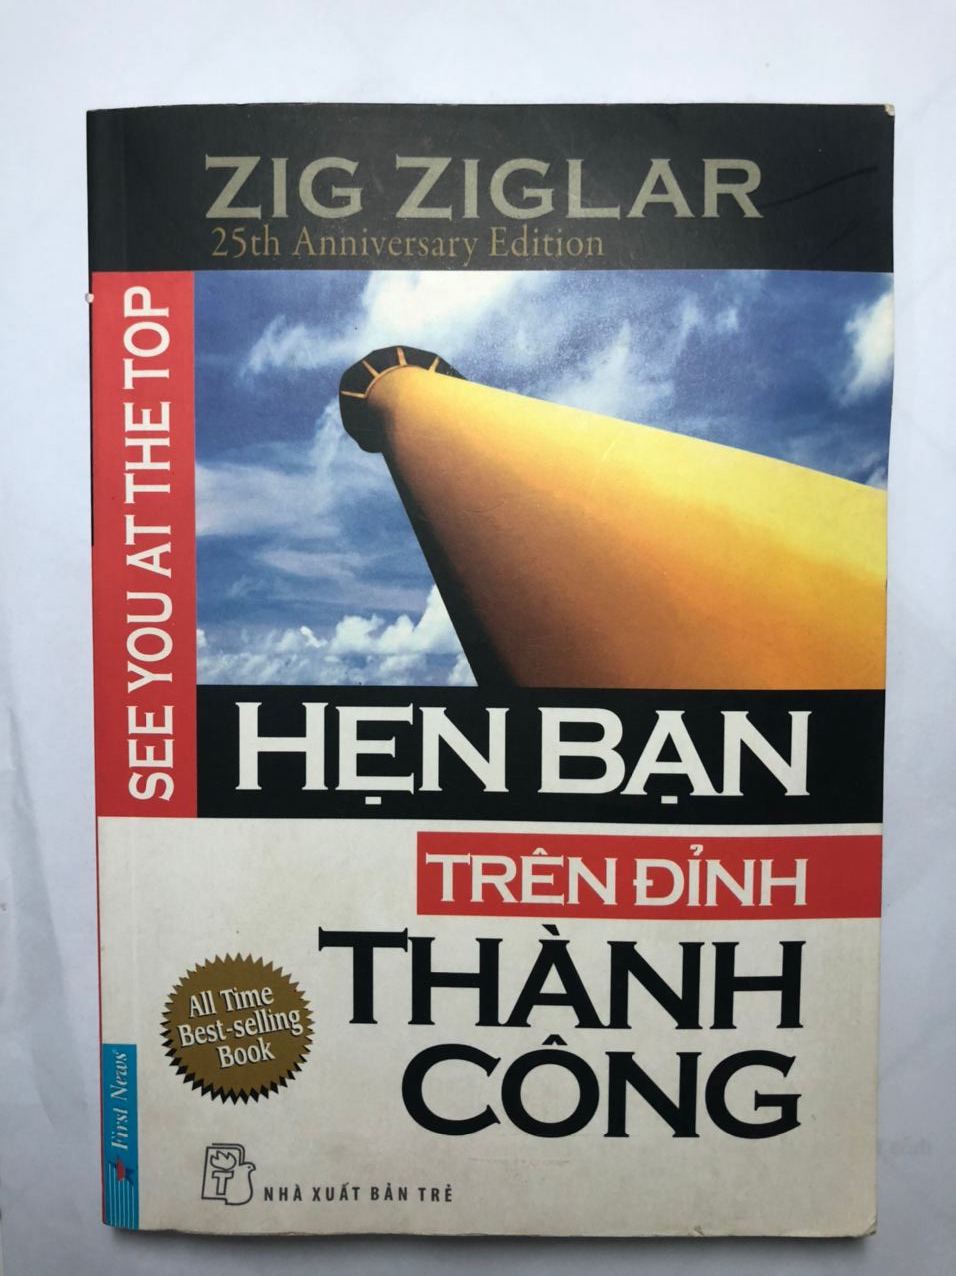 ZIG ZIGLAR
25th Anniversary Edition
SEE YOU AT THE TOP
HẸN BẠN
TRÊN ĐỈNH
THÀNH
CÔNG
All Time
Best-selling
Book
First News
T
NHÀ XUẤT BẢN TRẺ